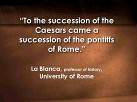 “To the succession of the
Caesars came a
succession of the pontiffs
of Rome.”
La Bianca, professor of history,
University of Rome